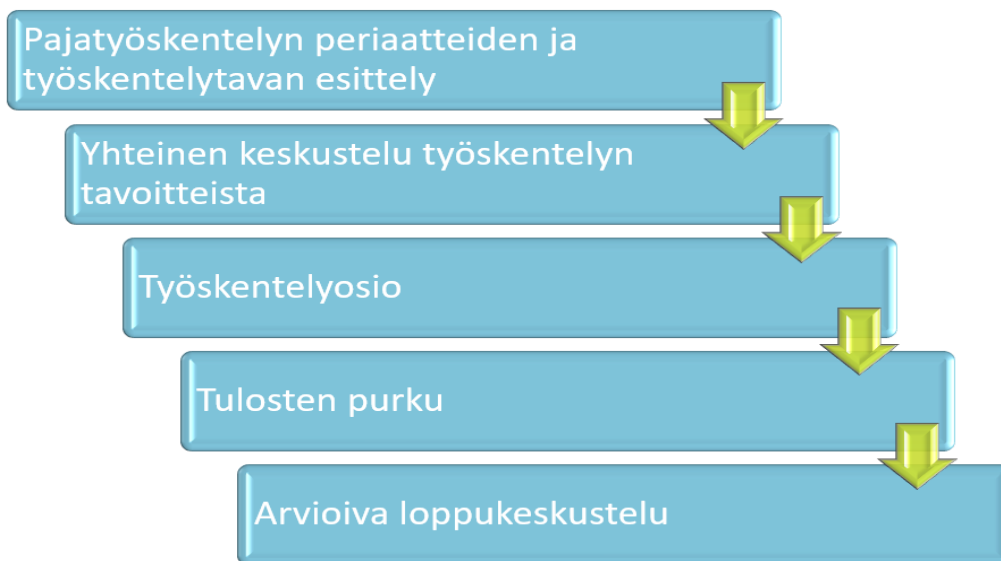 Pajatyöskentelyn periaatteiden ja
työskentelytavan esittely
Yhteinen keskustelu työskentelyn
tavoitteista
Työskentelyosio
Tulosten purku
Arvioiva loppukeskustelu